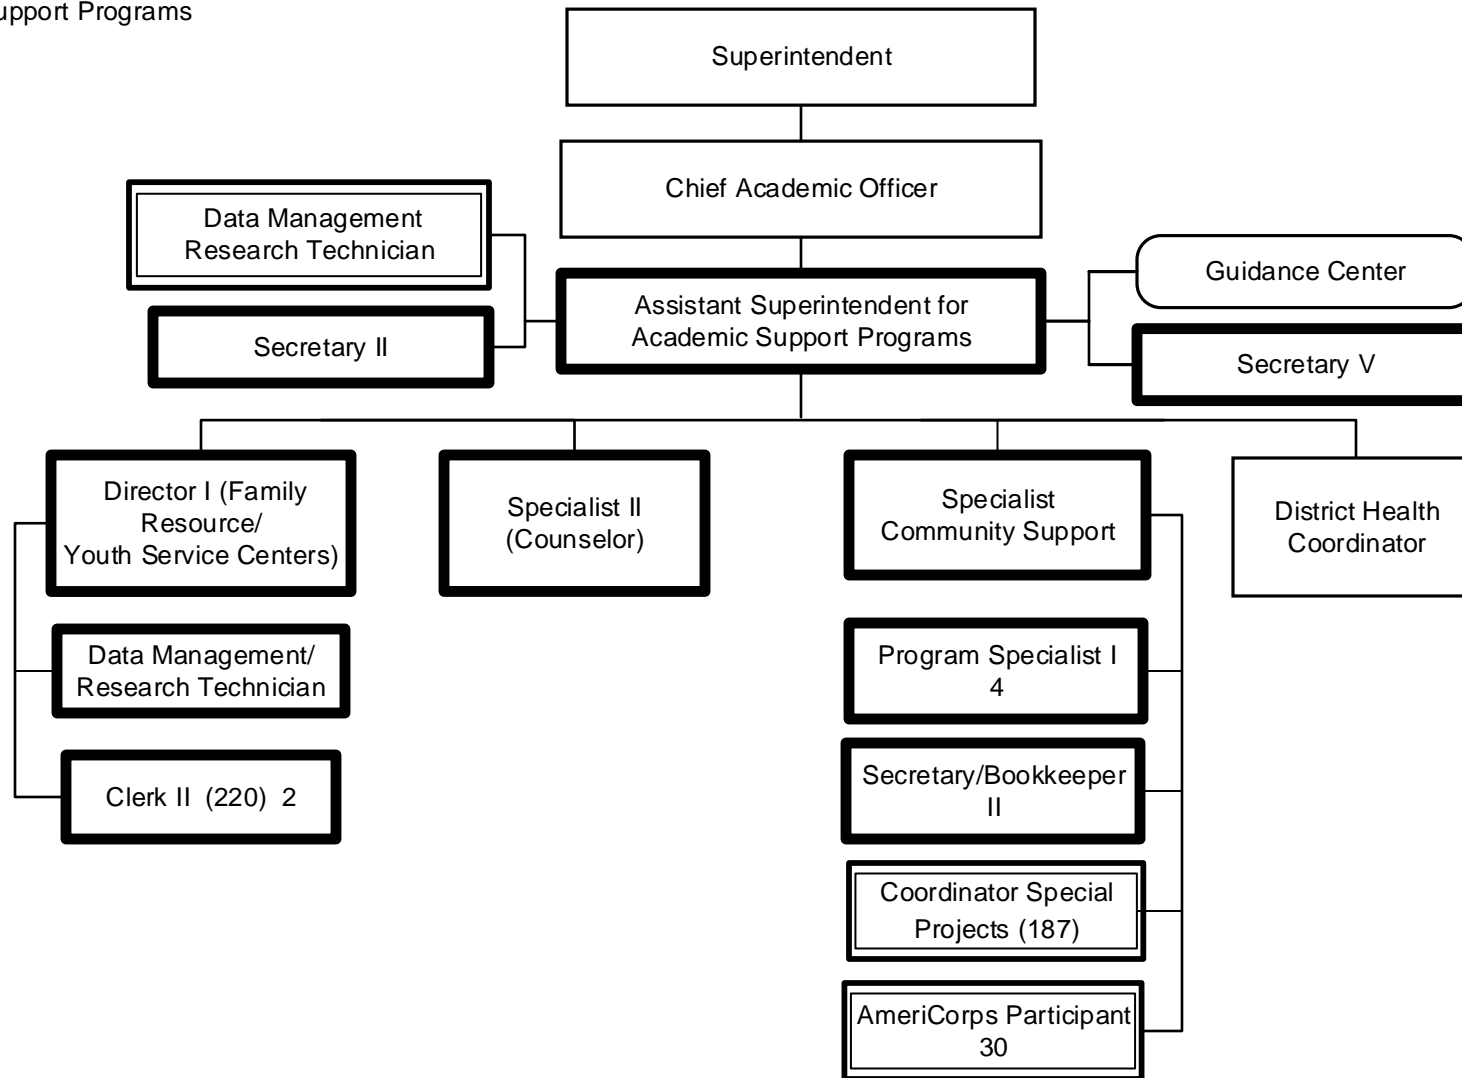 upport Programs
Superintendent
Chief Academic Officer
Data Management
Research Technician
Secretary II
Assistant Superintendent for
Academic Support Programs
Guidance Center
Secretary V
Director I (Family
Resource/
Youth Service Centers)
Specialist II
(Counselor)
Specialist
Community Support
District Health
Coordinator
Data Management/
Research Technician
Clerk II  (220)  2
Program Specialist I
4
Secretary/Bookkeeper
II
Coordinator Special
Projects (187)
AmeriCorps Participant
30